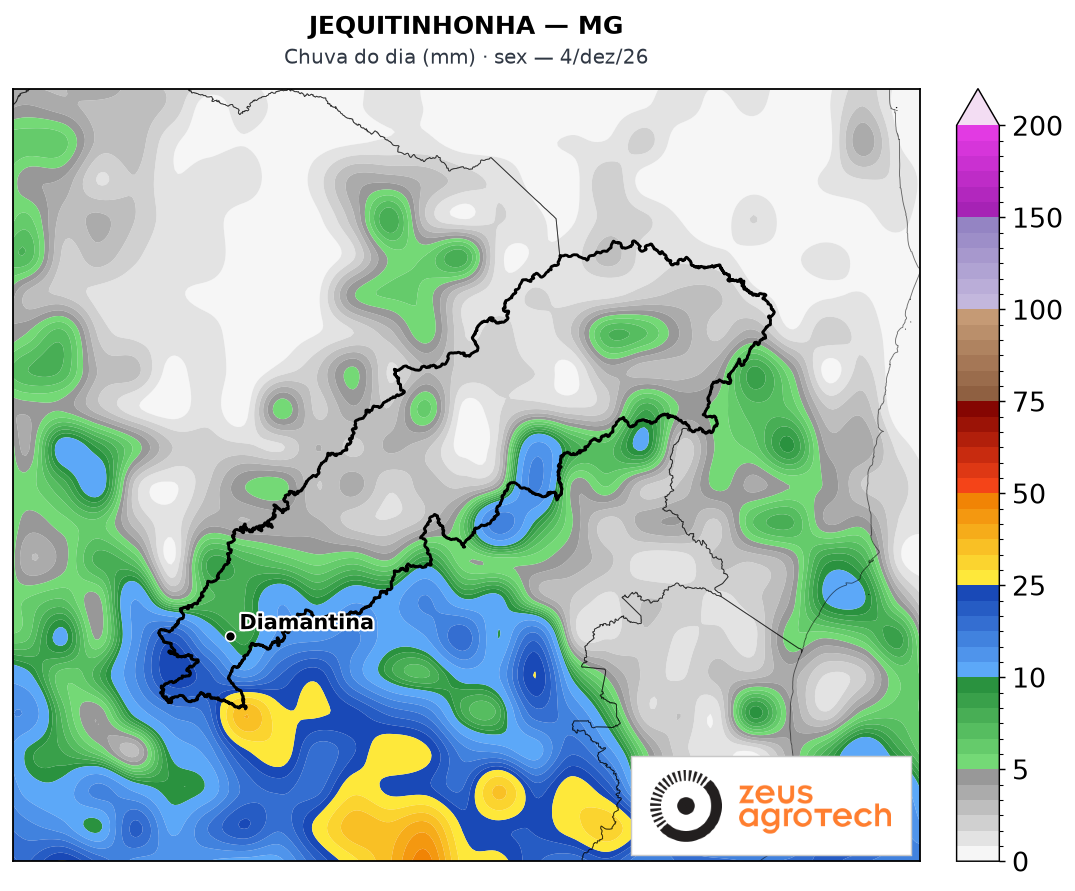 JEQUITINHONHA — MG
Chuva do dia (mm) · sex — 4/dez/26
200
150
100
75
50
25
10
5
0
Diamantina
zeus
agrotech